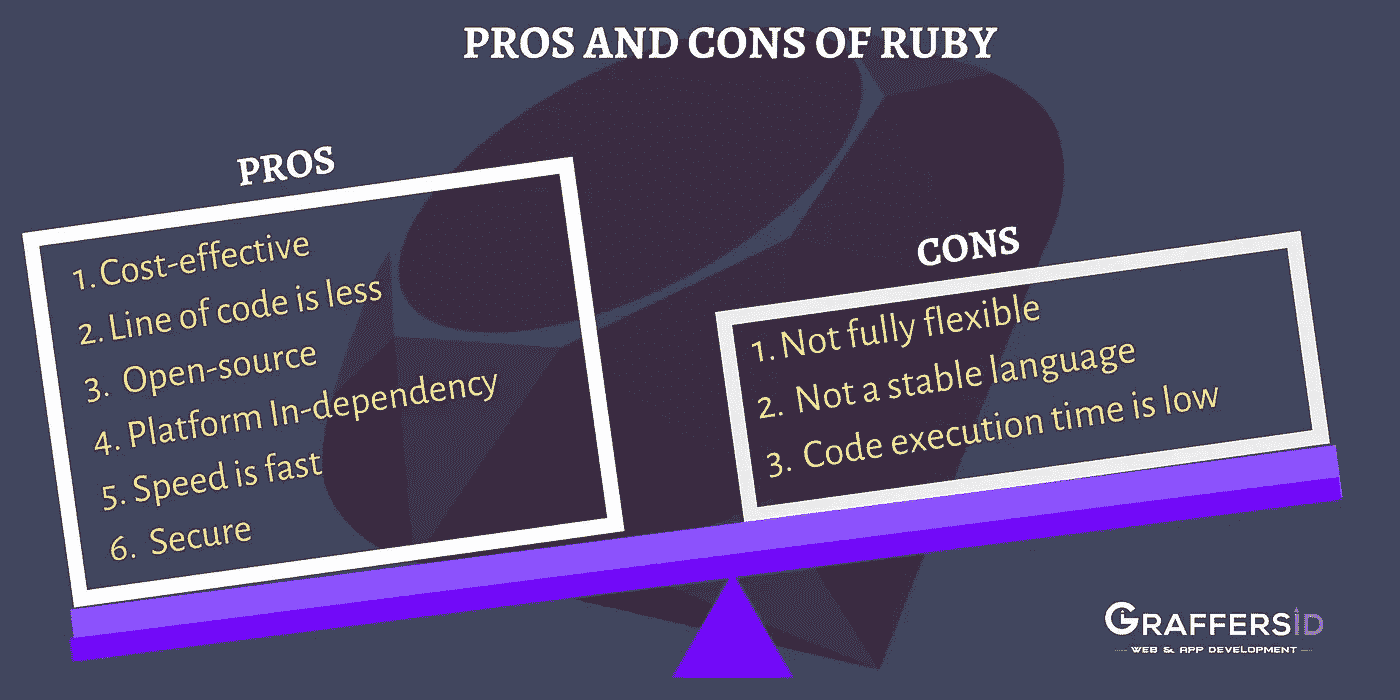 PROS AND CONS OF RUBY
PROS
1. Cost-effective
2. Line of code is less
3. Open-source
4. Platform In-dependency
5. Speed is fast
6. Secure
CONS
1. Not fully flexible
2. Not a stable language
3. Code execution time is low
GRAFFERSID
WEB & APP DEVELOPMENT